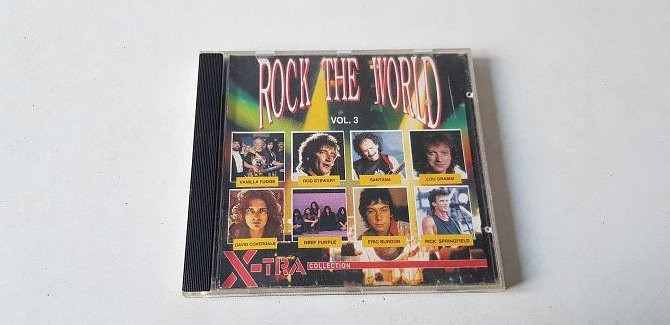 ROCK THE WORLD
VOL. 3
VANILLA FUDGE
ROD STEWART
SANTANA
LOU GRAMM
DAVID COVERDALE
DEEP PURPLE
ERIC BURDON
RICK SPRINGFIELD
X-TRA COLLECTION